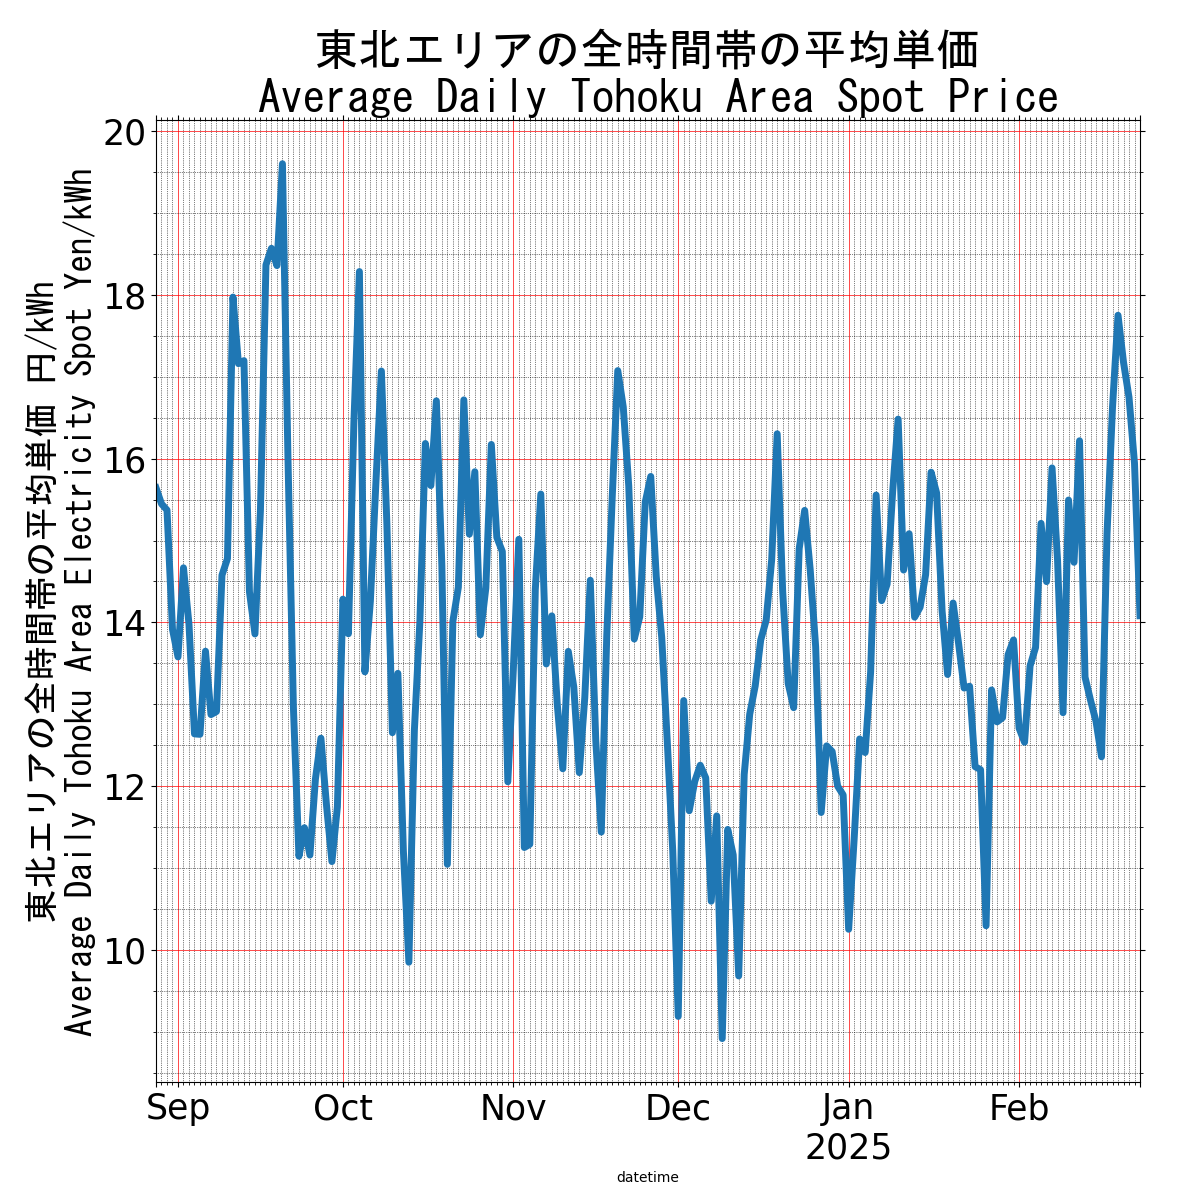 東北エリアの全時間帯の平均単価
Average Daily Tohoku Area Spot Price
東北エリアの全時間帯の平均単価 円/kWh
Average Daily Tohoku Area Electricity Spot Yen/kWh
20
18
16
14
12
10
Sep Oct Nov Dec Jan Feb
2025
datetime